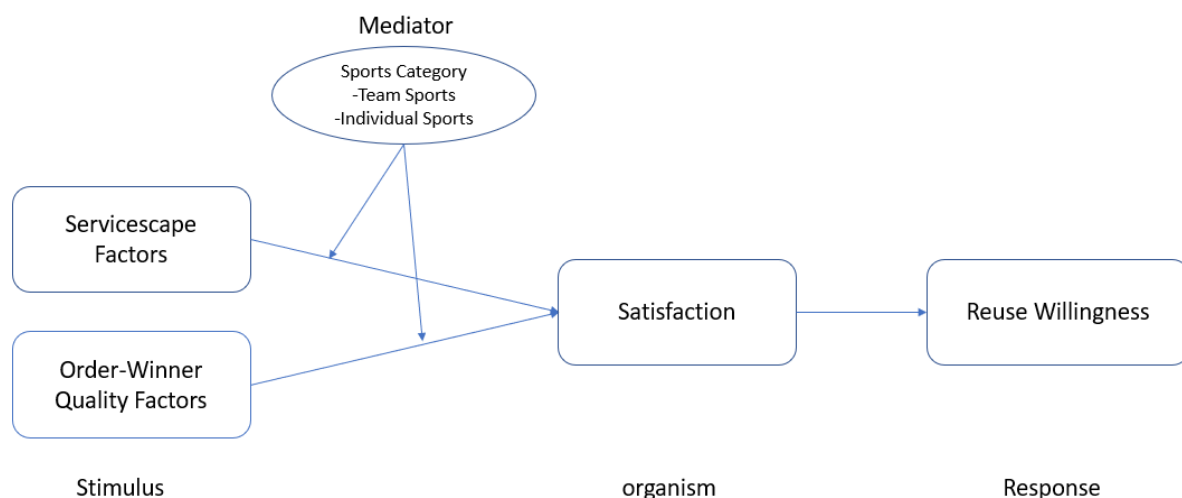 Mediator
Sports Category
-Team Sports
-Individual Sports
Servicescape
Factors
Satisfaction
Reuse Willingness
Order-Winner
Quality Factors
Stimulus
organism
Response